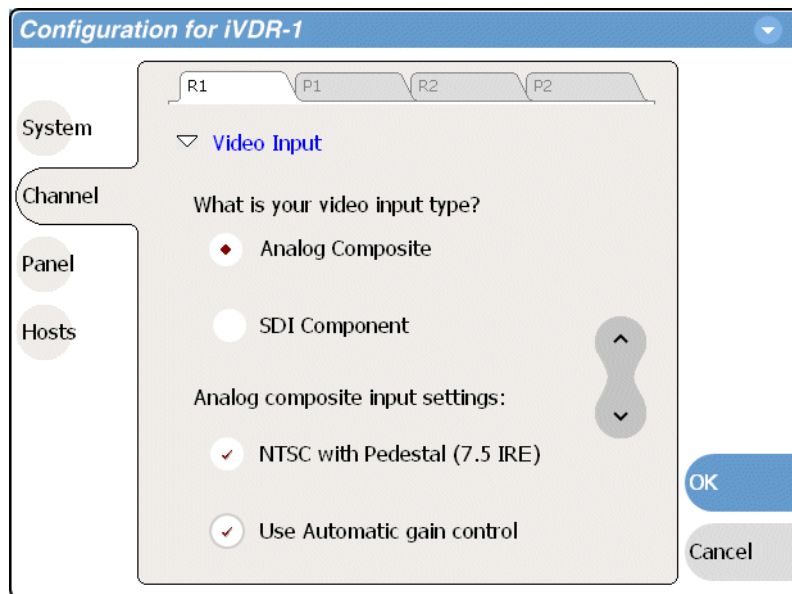 Configuration for iVDR-1
R1
P1
R2
P2
System
Channel
Panel
Hosts
Video Input
What is your video input type?
Analog Composite
SDI Component
Analog composite input settings:
NTSC with Pedestal (7.5 IRE)
Use Automatic gain control
OK
Cancel